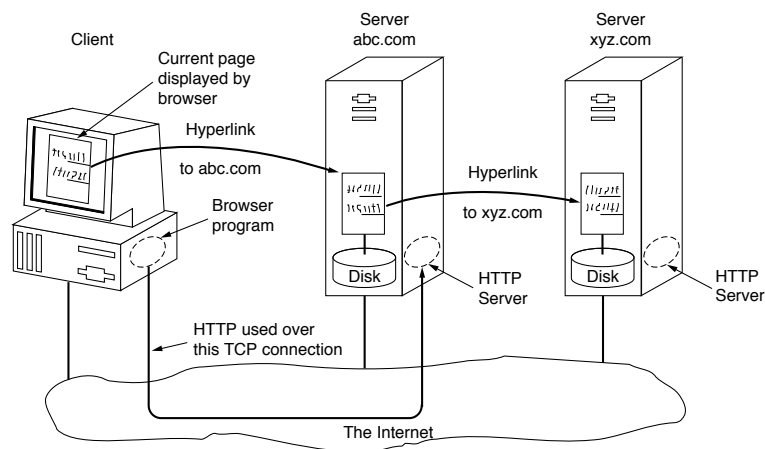 Client
Server
abc.com
Server
xyz.com
Current page
displayed by
browser
Hyperlink
to abc.com
Hyperlink
to xyz.com
Browser
program
Disk
HTTP
Server
Disk
HTTP
Server
HTTP used over
this TCP connection
The Internet